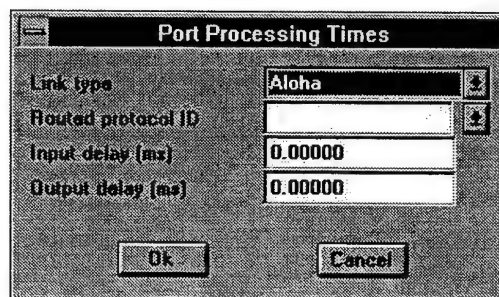 Port Processing Times
Link type Aloha
Routed protocol ID
Input delay (ms) 0.00000
Output delay (ms) 0.00000
Ok Cancel